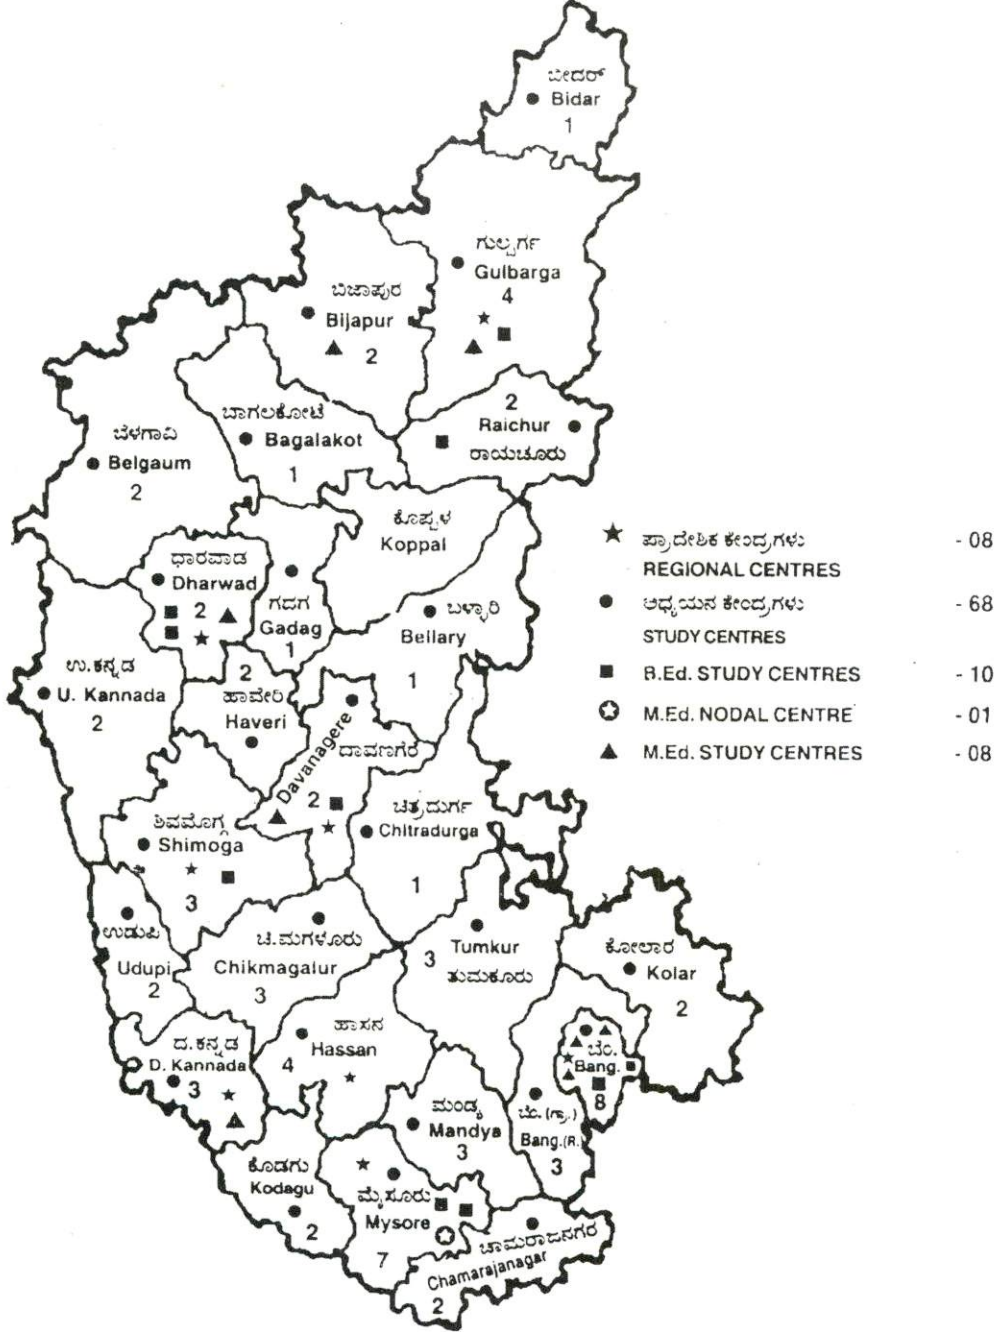 ಬೀದರ್
Bidar
1
ಗುಲ್ಬರ್ಗ
Gulbarga
4
ಬಿಜಾಪುರ
Bijapur
2
2
Raichur
ರಾಯಚೂರು
ಬಾಗಲಕೋಟೆ
Bagalakot
1
ಬೆಳಗಾವಿ
Belgaum
2
ಕೊಪ್ಪಳ
Koppal
ಧಾರವಾಡ
Dharwad
2
ಗದಗ
Gadag
1
ಬಳ್ಳಾರಿ
Bellary
1
ಉ.ಕನ್ನಡ
U. Kannada
2
2
ಹಾವೇರಿ
Haveri
ದಾವಣಗೆರೆ
Davanagere
2
ಚಿತ್ರದುರ್ಗ
Chitradurga
1
ಶಿವಮೊಗ್ಗ
Shimoga
3
ಉಡುಪಿ
Udupi
2
ಚಿ.ಮಗಳೂರು
Chikmagalur
3
3
Tumkur
ತುಮಕೂರು
ಕೋಲಾರ
Kolar
2
ಹಾಸನ
Hassan
4
ದ.ಕನ್ನಡ
D. Kannada
3
ಬೆಂ.
Bang.
8
ಬೆಂ.(ಗ್ರಾ.)
Bang.(R.)
3
ಮಂಡ್ಯ
Mandya
3
ಕೊಡಗು
Kodagu
2
ಮೈಸೂರು
Mysore
7
ಚಾಮರಾಜನಗರ
Chamarajanagar
2
★ ಪ್ರಾದೇಶಿಕ ಕೇಂದ್ರಗಳು - 08
REGIONAL CENTRES
● ಅಧ್ಯಯನ ಕೇಂದ್ರಗಳು - 68
STUDY CENTRES
■ B.Ed. STUDY CENTRES - 10
✪ M.Ed. NODAL CENTRE - 01
▲ M.Ed. STUDY CENTRES - 08